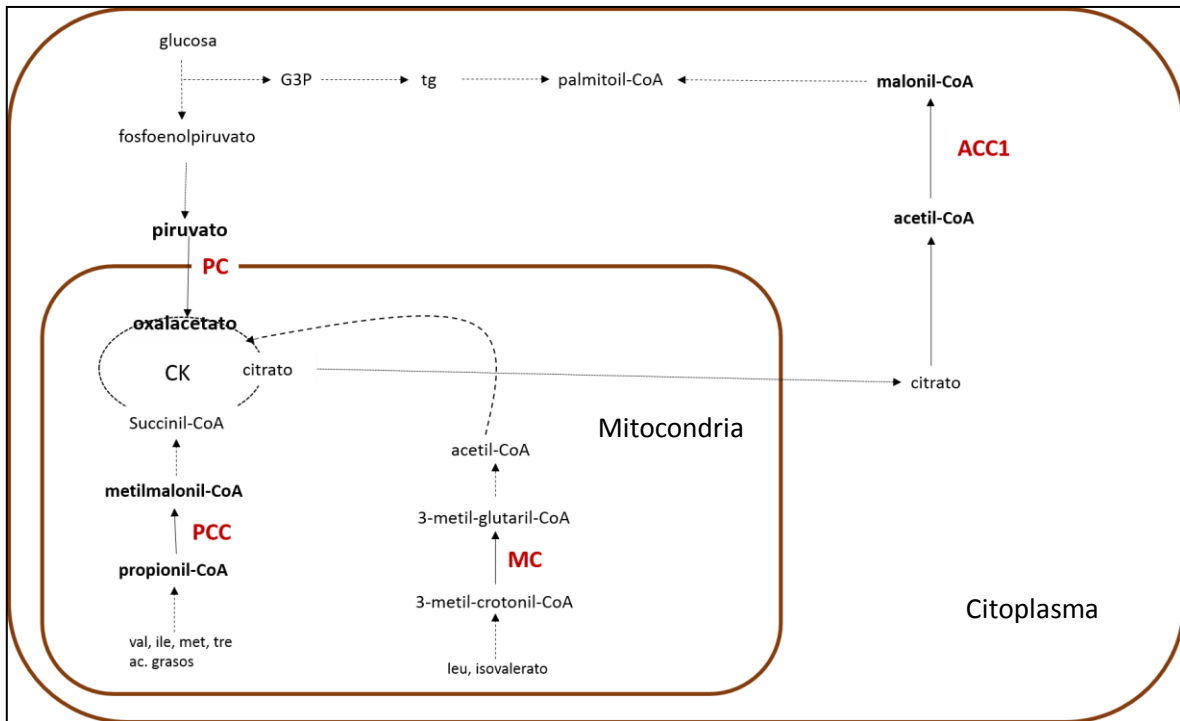 glucosa
G3P
tg
palmitoil-CoA
malonil-CoA
fosfoenolpiruvato
ACC1
piruvato
acetil-CoA
PC
oxalacetato
CK
citrato
citrato
Succinil-CoA
Mitocondria
acetil-CoA
metilmalonil-CoA
3-metil-glutaril-CoA
PCC
MC
propionil-CoA
3-metil-crotonil-CoA
Citoplasma
val, ile, met, tre
ac. grasos
leu, isovalerato